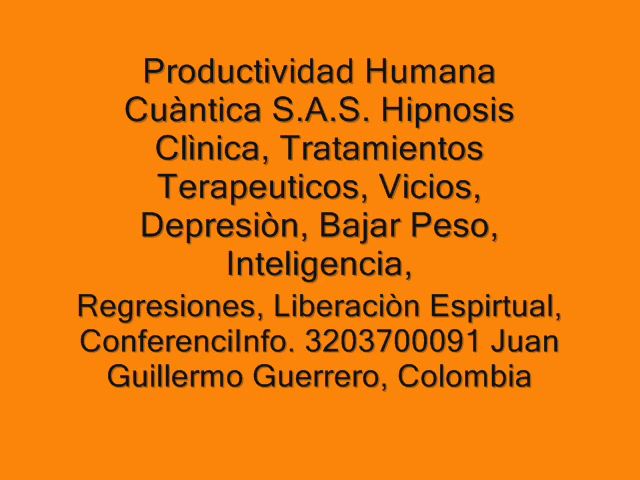 Productividad Humana
Cuàntica S.A.S. Hipnosis
Clìnica, Tratamientos
Terapeuticos, Vicios,
Depresiòn, Bajar Peso,
Inteligencia,
Regresiones, Liberaciòn Espirtual,
ConferenciInfo. 3203700091 Juan
Guillermo Guerrero, Colombia